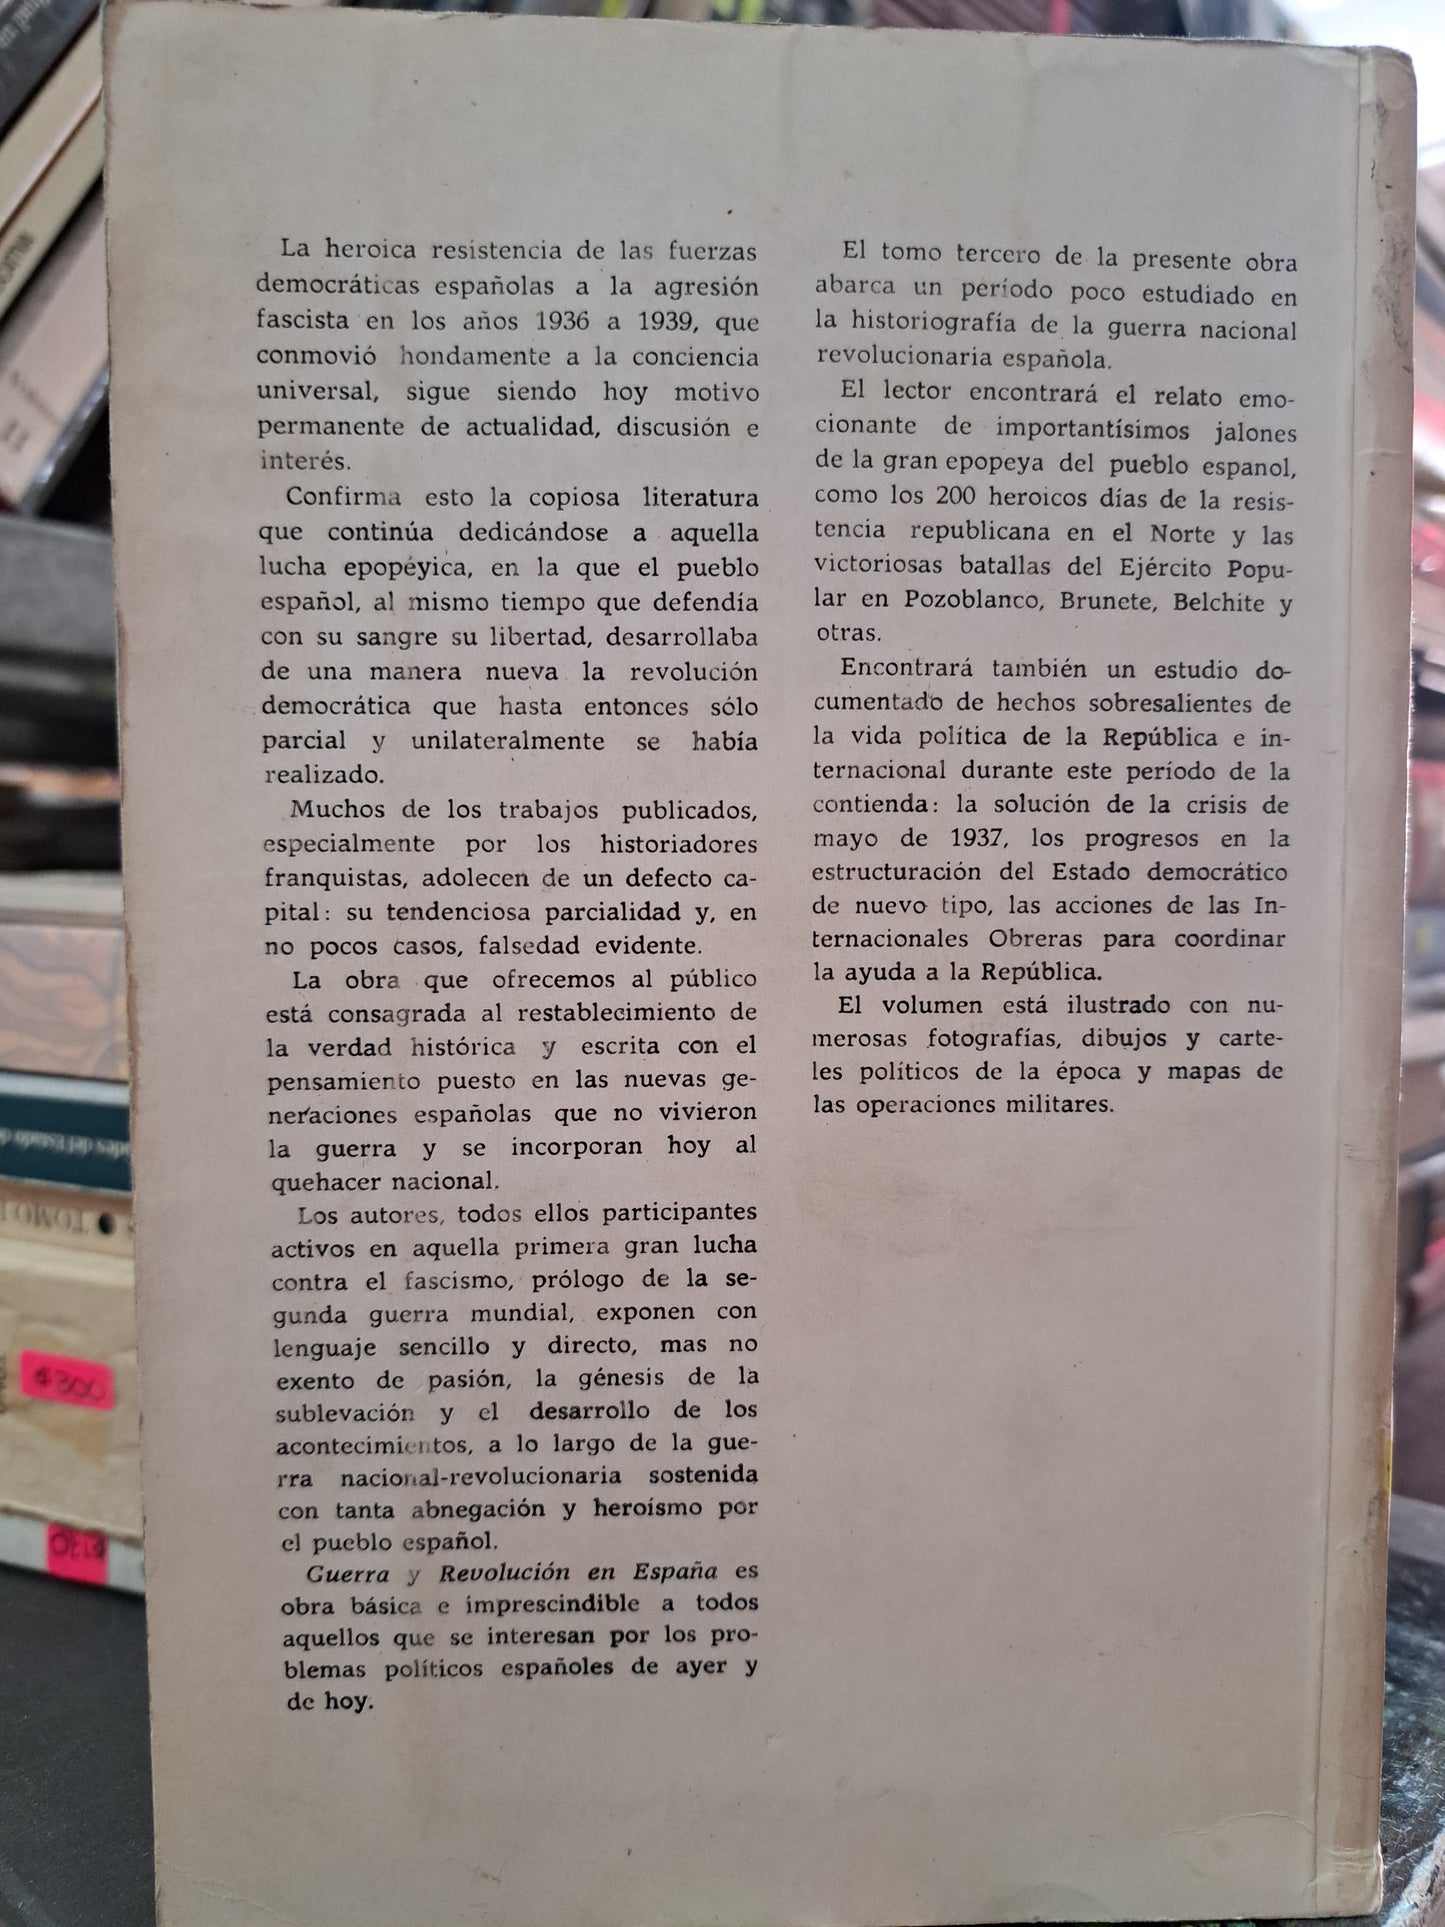 La heroica resistencia de las fuerzas
democráticas españolas a la agresión
fascista en los años 1936 a 1939, que
conmovió hondamente a la conciencia
universal, sigue siendo hoy motivo
permanente de actualidad, discusión e
interés.
Confirma esto la copiosa literatura
que continúa dedicándose a aquella
lucha epopéyica, en la que el pueblo
español, al mismo tiempo que defendía
con su sangre su libertad, desarrollaba
de una manera nueva la revolución
democrática que hasta entonces sólo
parcial y unilateralmente se había
realizado.
Muchos de los trabajos publicados,
especialmente por los historiadores
franquistas, adolecen de un defecto ca-
pital: su tendenciosa parcialidad y, en
no pocos casos, falsedad evidente.
La obra que ofrecemos al público
está consagrada al restablecimiento de
la verdad histórica y escrita con el
pensamiento puesto en las nuevas ge-
neraciones españolas que no vivieron
la guerra y se incorporan hoy al
quehacer nacional.
Los autores, todos ellos participantes
activos en aquella primera gran lucha
contra el fascismo, prólogo de la se-
gunda guerra mundial, exponen con
lenguaje sencillo y directo, mas no
exento de pasión, la génesis de la
sublevación y el desarrollo de los
acontecimientos, a lo largo de la gue-
rra nacional-revolucionaria sostenida
con tanta abnegación y heroísmo por
el pueblo español.
Guerra y Revolución en España es
obra básica e imprescindible a todos
aquellos que se interesan por los pro-
blemas políticos españoles de ayer y
de hoy.
El tomo tercero de la presente obra
abarca un período poco estudiado en
la historiografía de la guerra nacional
revolucionaria española.
El lector encontrará el relato emo-
cionante de importantísimos jalones
de la gran epopeya del pueblo espanol,
como los 200 heroicos días de la resis-
tencia republicana en el Norte y las
victoriosas batallas del Ejército Popu-
lar en Pozoblanco, Brunete, Belchite y
otras.
Encontrará también un estudio do-
cumentado de hechos sobresalientes de
la vida política de la República e in-
ternacional durante este período de la
contienda: la solución de la crisis de
mayo de 1937, los progresos en la
estructuración del Estado democrático
de nuevo tipo, las acciones de las In-
ternacionales Obreras para coordinar
la ayuda a la República.
El volumen está ilustrado con nu-
merosas fotografías, dibujos y carte-
les políticos de la época y mapas de
las operaciones militares.
TOMO I
$300